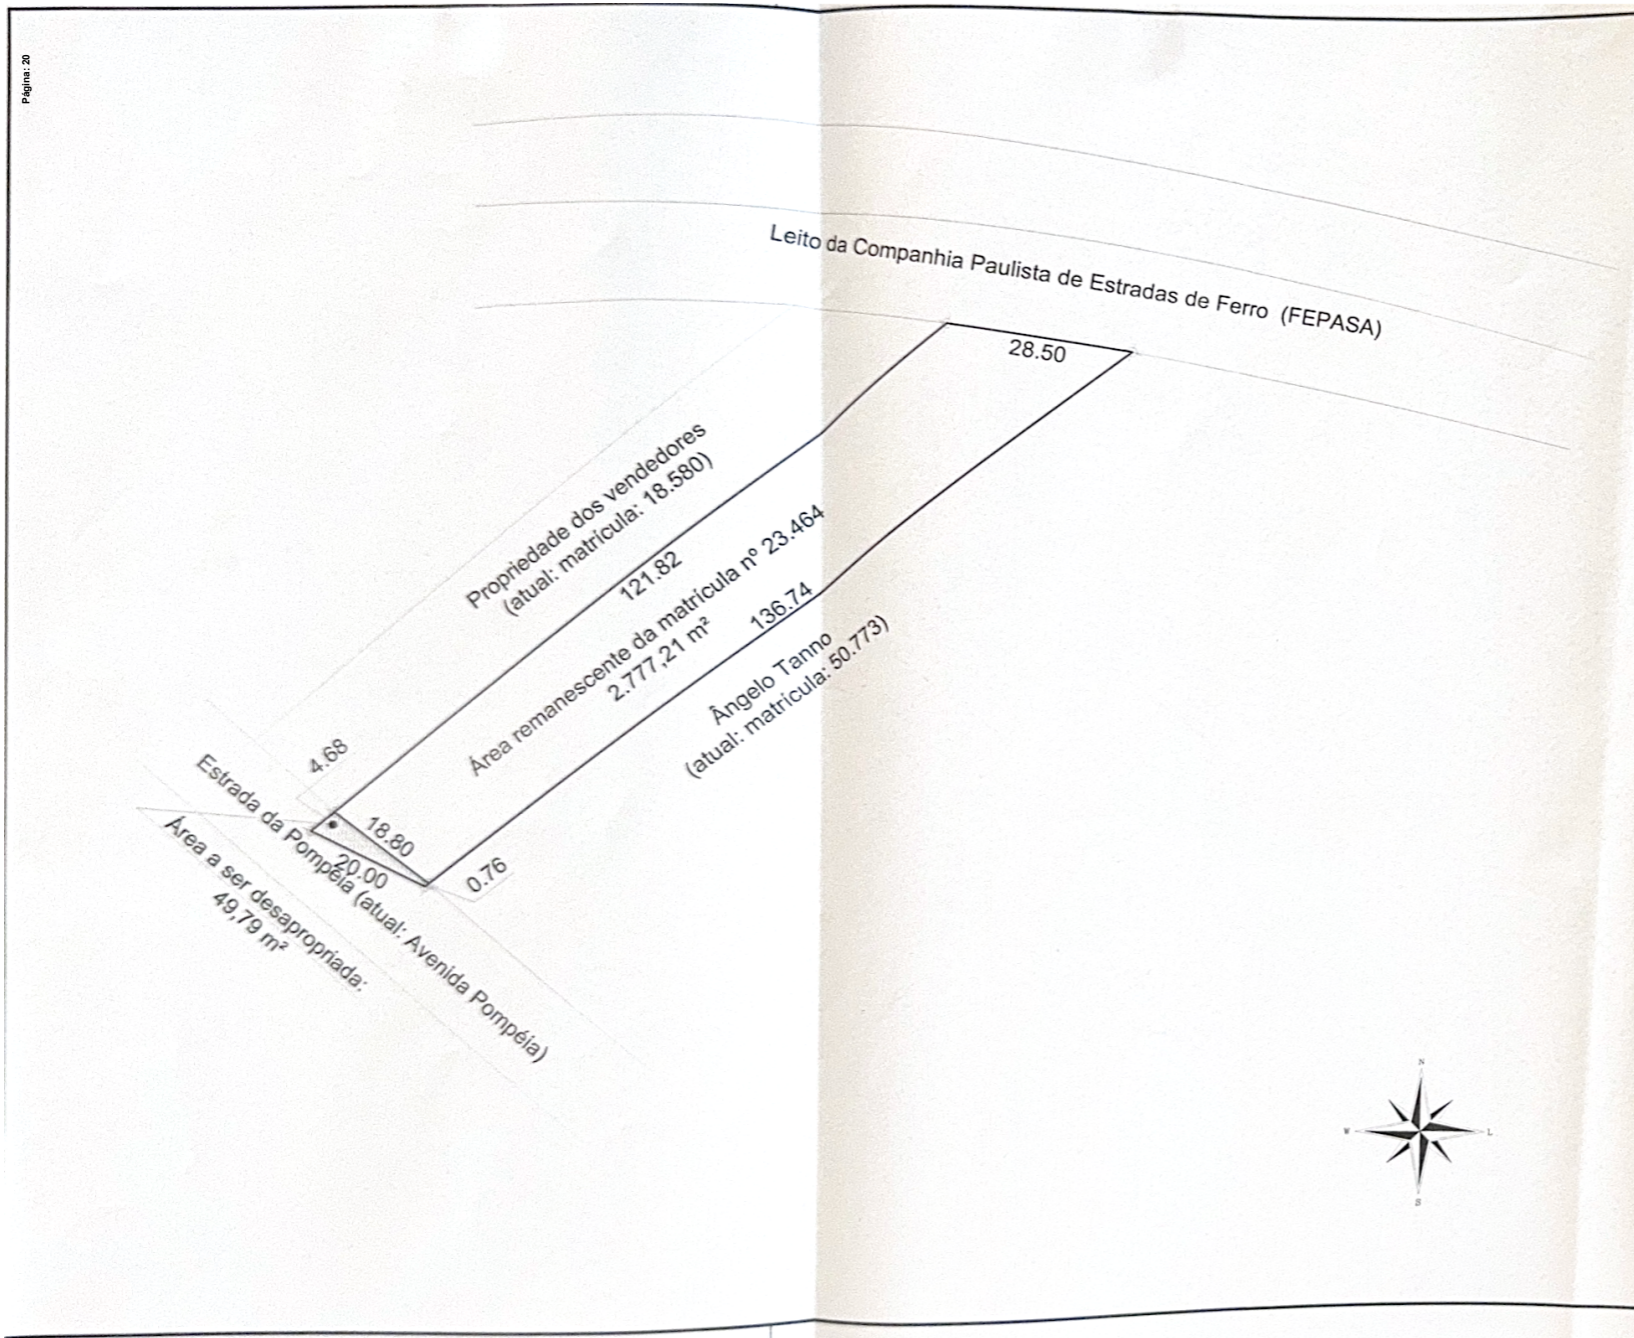 Página: 20
Leito da Companhia Paulista de Estradas de Ferro (FEPASA)
28.50
Propriedade dos vendedores
(atual: matrícula: 18.580)
121.82
Área remanescente da matrícula nº 23.464
2.777,21 m²
136.74
Ângelo Tanno
(atual: matrícula: 50.773)
4.68
18.80
20.00
0.76
Estrada da Pompéia (atual: Avenida Pompéia)
Área a ser desapropriada:
49,79 m²
N
W
L
S